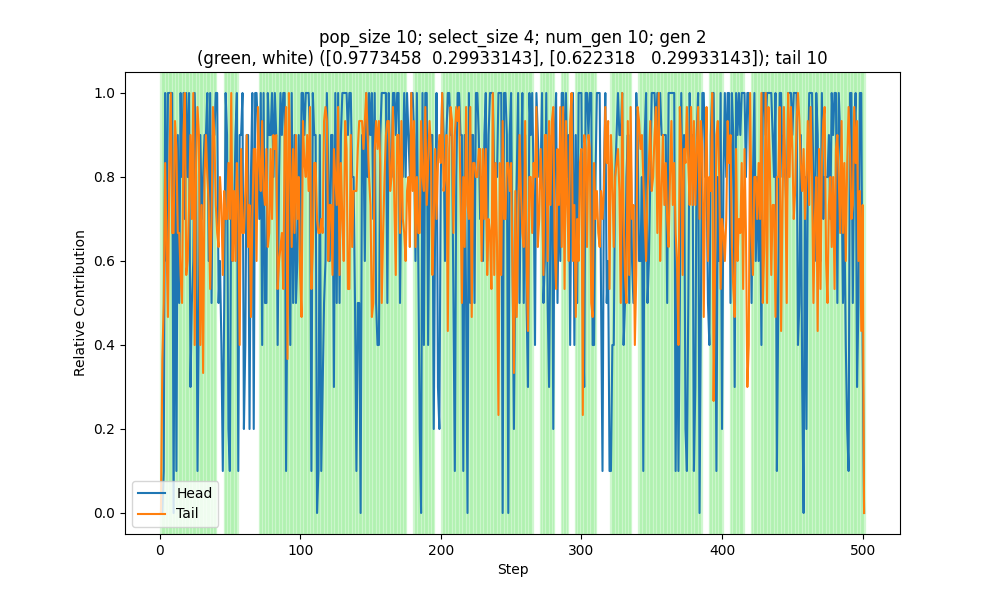 pop_size 10; select_size 4; num_gen 10; gen 2
(green, white) ([0.9773458  0.29933143], [0.622318   0.29933143]); tail 10
Relative Contribution
1.0
0.8
0.6
0.4
0.2
0.0
Head
Tail
0
100
200
300
400
500
Step